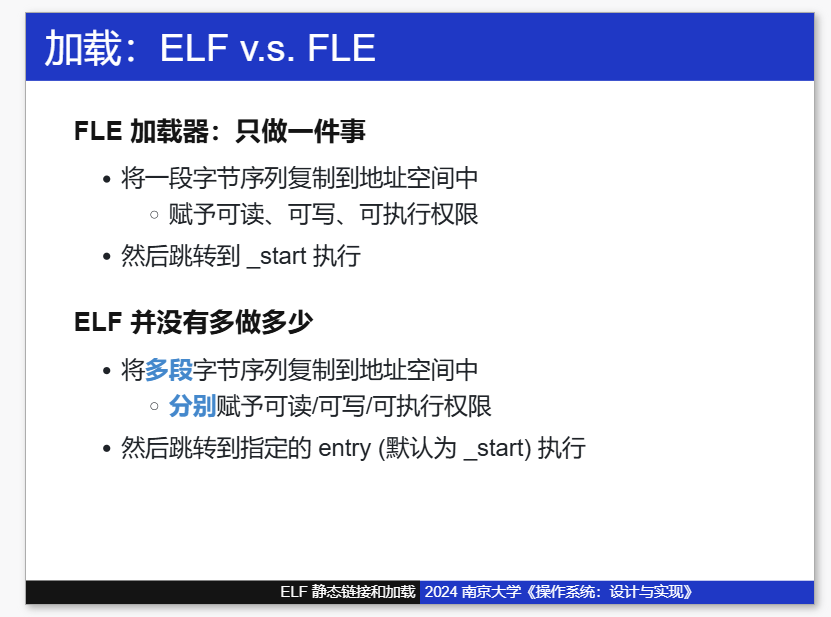 加载：ELF v.s. FLE
FLE 加载器：只做一件事
• 将一段字节序列复制到地址空间中
◦ 赋予可读、可写、可执行权限
• 然后跳转到 _start 执行
ELF 并没有多做多少
• 将多段字节序列复制到地址空间中
◦ 分别赋予可读/可写/可执行权限
• 然后跳转到指定的 entry (默认为 _start) 执行
ELF 静态链接和加载 2024 南京大学《操作系统：设计与实现》